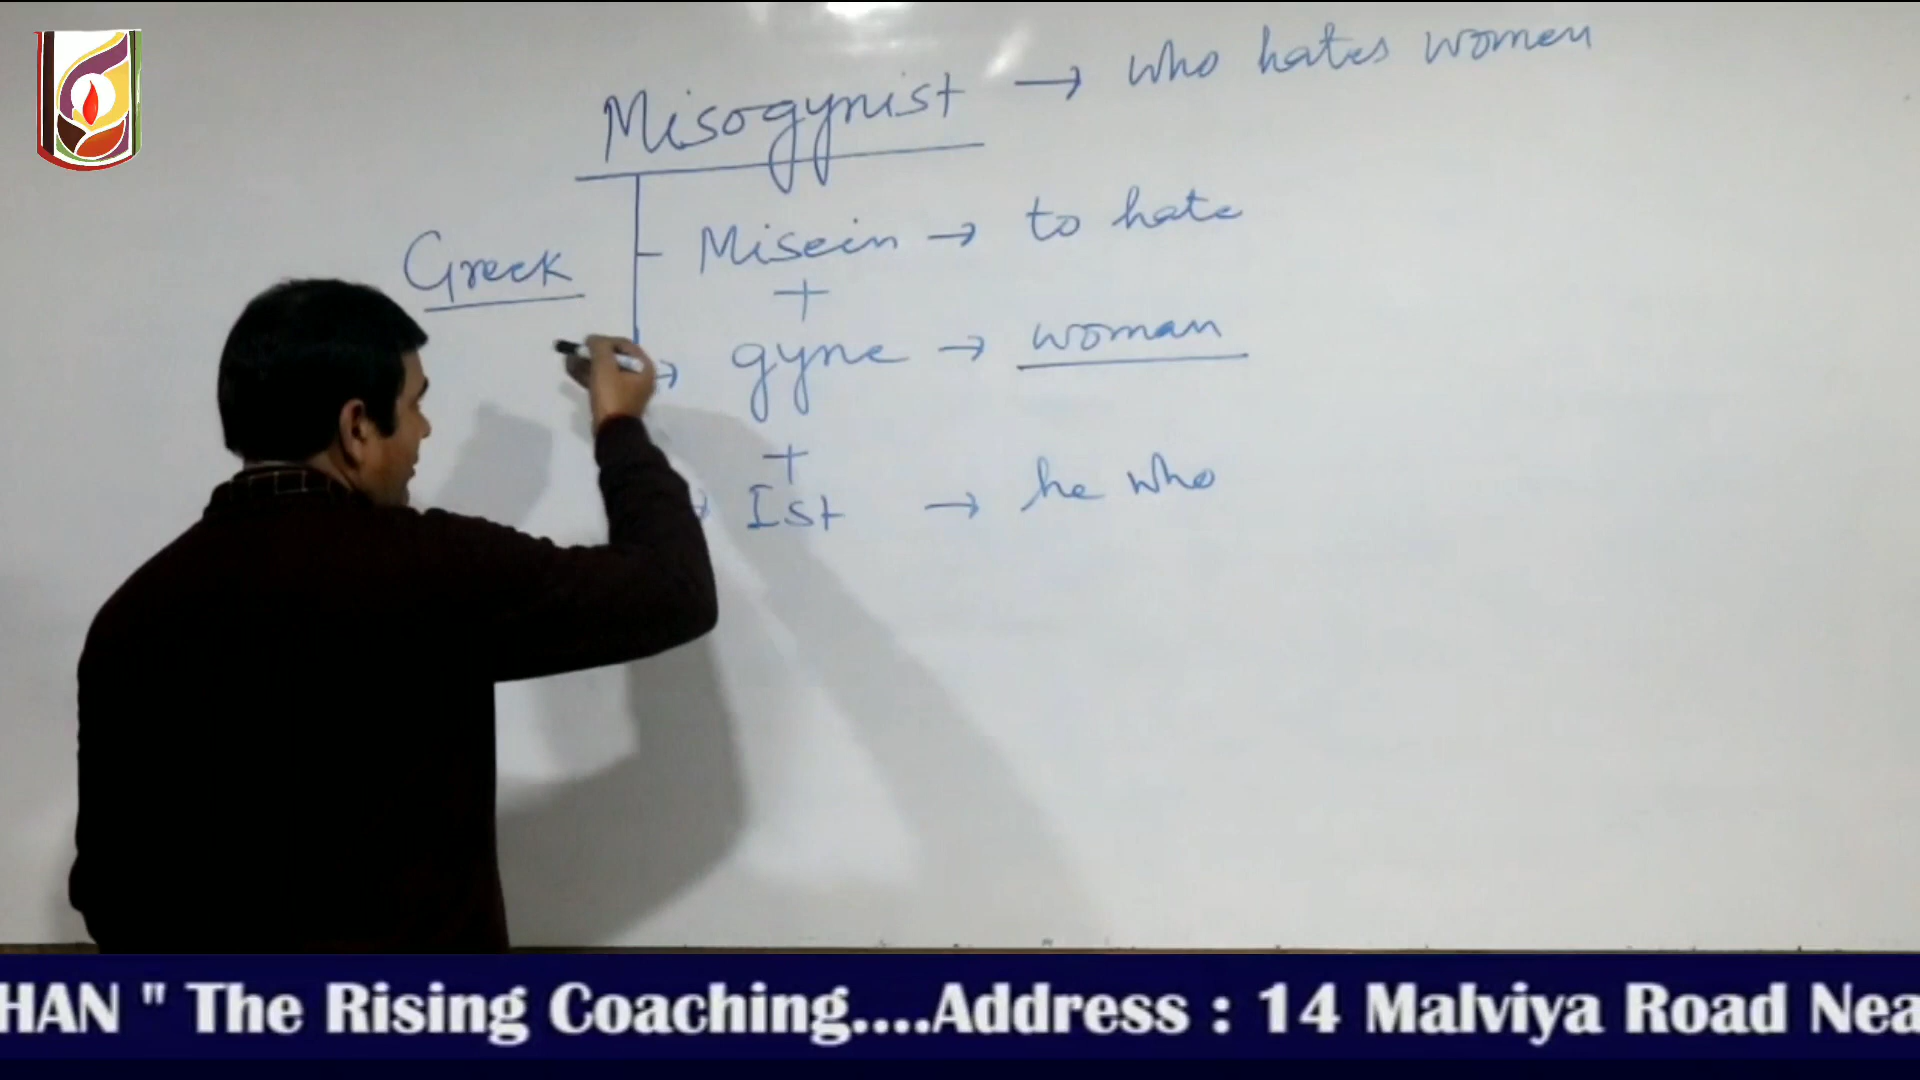 Misogynist → who hates women
Greek
Misein → to hate
+
gyne → woman
+
Ist → he who
HAN " The Rising Coaching....Address : 14 Malviya Road Nea